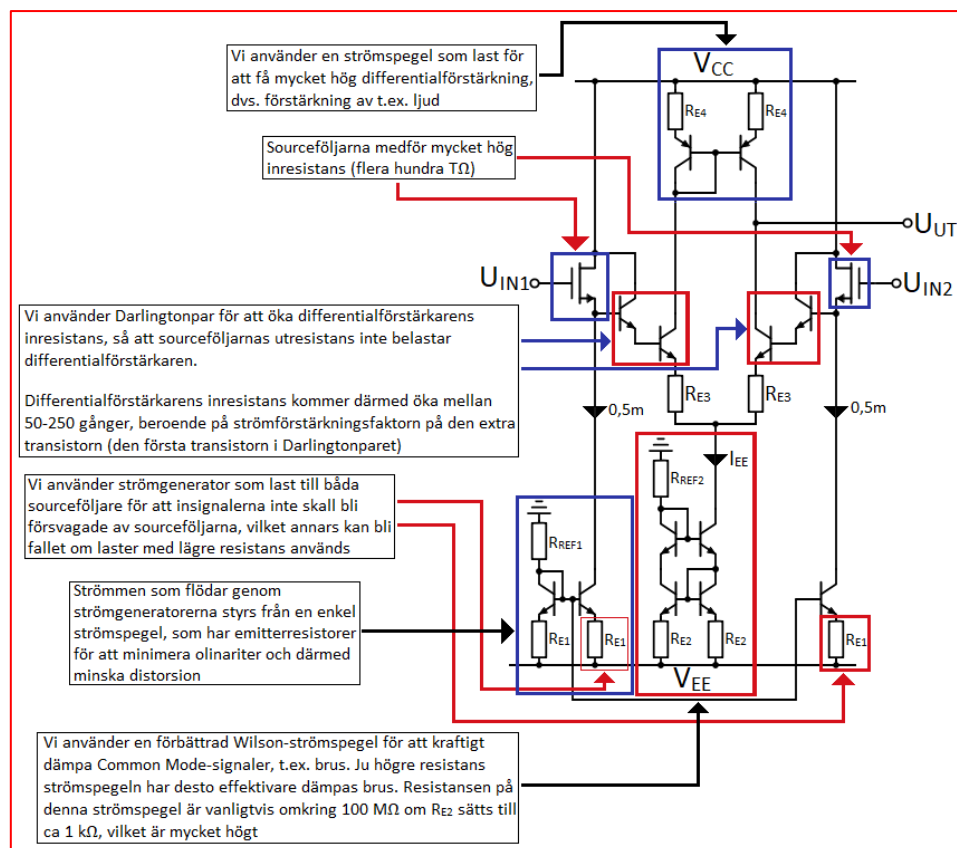 Vi använder en strömspegel som last för
att få mycket hög differentialförstärkning,
dvs. förstärkning av t.ex. ljud
VCC
RE4
RE4
Sourceföljarna medför mycket hög
inresistans (flera hundra TΩ)
UUT
UIN1
UIN2
Vi använder Darlingtonpar för att öka differentialförstärkarens
inresistans, så att sourceföljarnas utresistans inte belastar
differentialförstärkaren.
Differentialförstärkarens inresistans kommer därmed öka mellan
50-250 gånger, beroende på strömförstärkningsfaktorn på den extra
transistorn (den första transistorn i Darlingtonparet)
RE3
RE3
0,5m
0,5m
IEE
Vi använder strömgenerator som last till båda
sourceföljare för att insignalerna inte skall bli
försvagade av sourceföljarna, vilket annars kan bli
fallet om laster med lägre resistans används
RREF2
RREF1
Strömmen som flödar genom
strömgeneratorerna styrs från en enkel
strömspegel, som har emitterresistorer
för att minimera olinariter och därmed
minska distorsion
RE1
RE1
RE2
RE2
RE1
VEE
Vi använder en förbättrad Wilson-strömspegel för att kraftigt
dämpa Common Mode-signaler, t.ex. brus. Ju högre resistans
strömspegeln har desto effektivare dämpas brus. Resistansen på
denna strömspegel är vanligtvis omkring 100 MΩ om RE2 sätts till
ca 1 kΩ, vilket är mycket högt